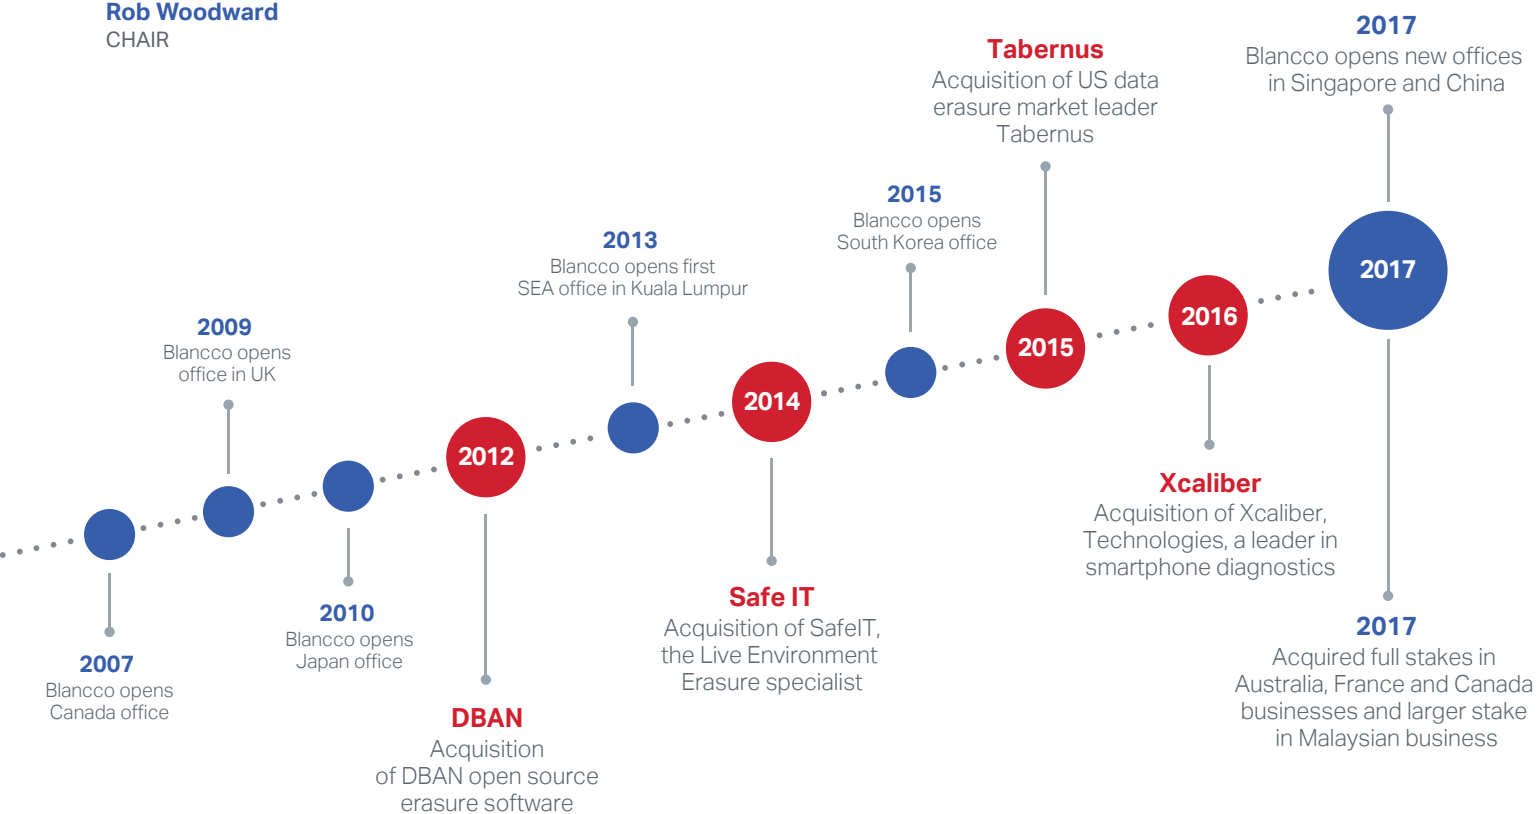 Rob Woodward
CHAIR
2007
Blancco opens
Canada office
2009
Blancco opens
office in UK
2010
Blancco opens
Japan office
2012
DBAN
Acquisition
of DBAN open source
erasure software
2013
Blancco opens first
SEA office in Kuala Lumpur
2014
Safe IT
Acquisition of SafeIT,
the Live Environment
Erasure specialist
2015
Blancco opens
South Korea office
Tabernus
Acquisition of US data
erasure market leader
Tabernus
2015
2016
Xcaliber
Acquisition of Xcaliber,
Technologies, a leader in
smartphone diagnostics
2017
Blancco opens new offices
in Singapore and China
2017
2017
Acquired full stakes in
Australia, France and Canada
businesses and larger stake
in Malaysian business